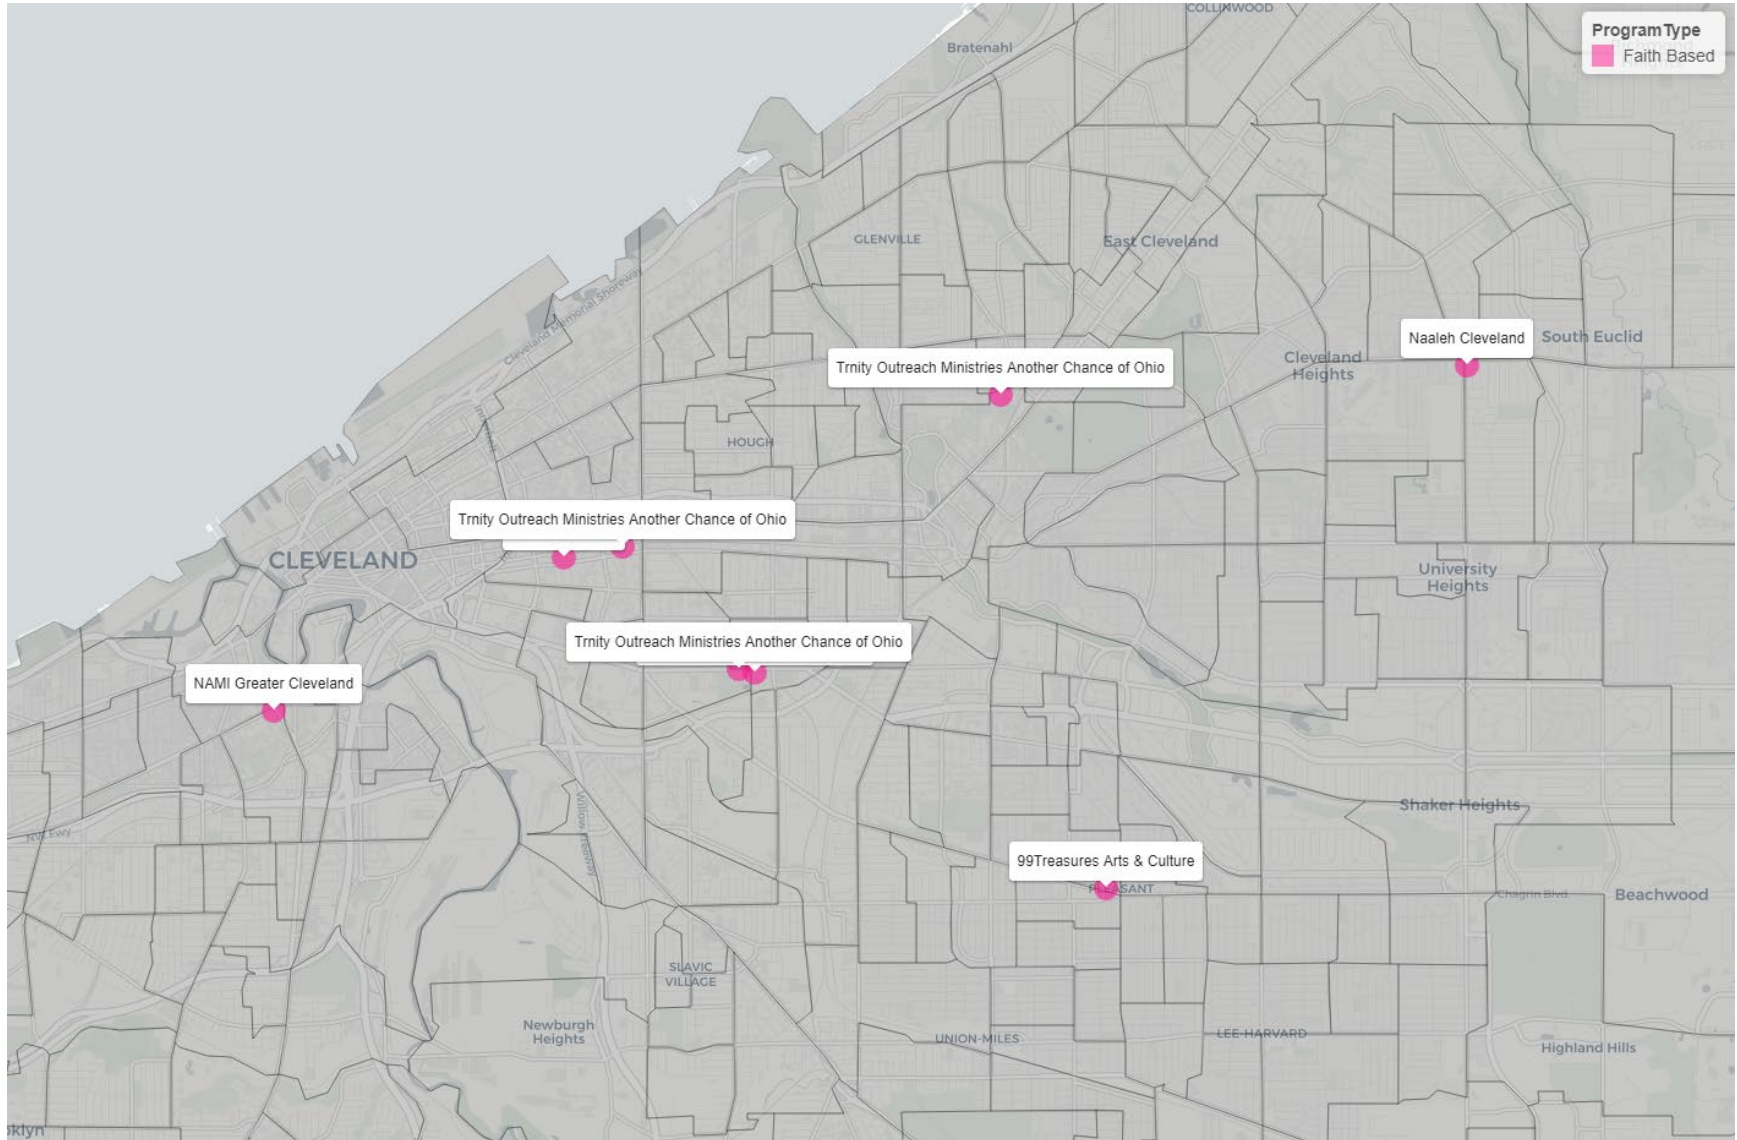 COLLINWOOD
Bratenahl
ProgramType
Faith Based
GLENVILLE
East Cleveland
Cleveland Memorial Shoreway
Naaleh Cleveland
South Euclid
Trnity Outreach Ministries Another Chance of Ohio
Cleveland
Heights
HOUGH
Trnity Outreach Ministries Another Chance of Ohio
CLEVELAND
University
Heights
Trnity Outreach Ministries Another Chance of Ohio
NAMI Greater Cleveland
Shaker Heights
NW Fwy
Willow Freeway
99Treasures Arts & Culture
Chagrin Blvd.
Beachwood
SLAVIC
VILLAGE
Newburgh
Heights
UNION-MILES
LEE-HARVARD
Highland Hills